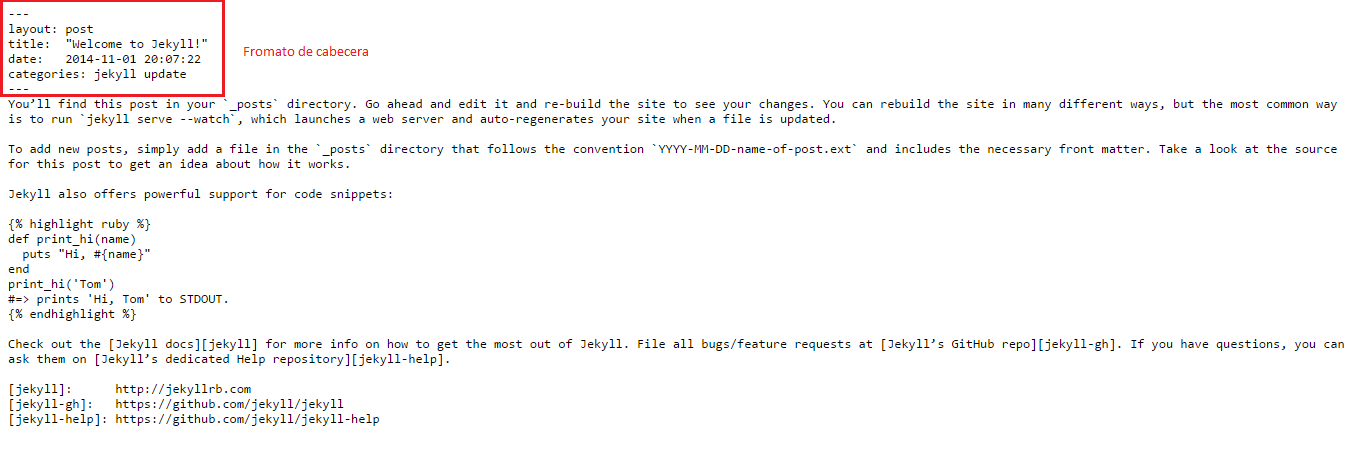 ---
layout: post
title:  "Welcome to Jekyll!"
date:   2014-11-01 20:07:22
categories: jekyll update
---
Fromato de cabecera
You’ll find this post in your `_posts` directory. Go ahead and edit it and re-build the site to see your changes. You can rebuild the site in many different ways, but the most common way
is to run `jekyll serve --watch`, which launches a web server and auto-regenerates your site when a file is updated.

To add new posts, simply add a file in the `_posts` directory that follows the convention `YYYY-MM-DD-name-of-post.ext` and includes the necessary front matter. Take a look at the source
for this post to get an idea about how it works.

Jekyll also offers powerful support for code snippets:

{% highlight ruby %}
def print_hi(name)
  puts "Hi, #{name}"
end
print_hi('Tom')
#=> prints 'Hi, Tom' to STDOUT.
{% endhighlight %}

Check out the [Jekyll docs][jekyll] for more info on how to get the most out of Jekyll. File all bugs/feature requests at [Jekyll’s GitHub repo][jekyll-gh]. If you have questions, you can
ask them on [Jekyll’s dedicated Help repository][jekyll-help].

[jekyll]:      http://jekyllrb.com
[jekyll-gh]:   https://github.com/jekyll/jekyll
[jekyll-help]: https://github.com/jekyll/jekyll-help